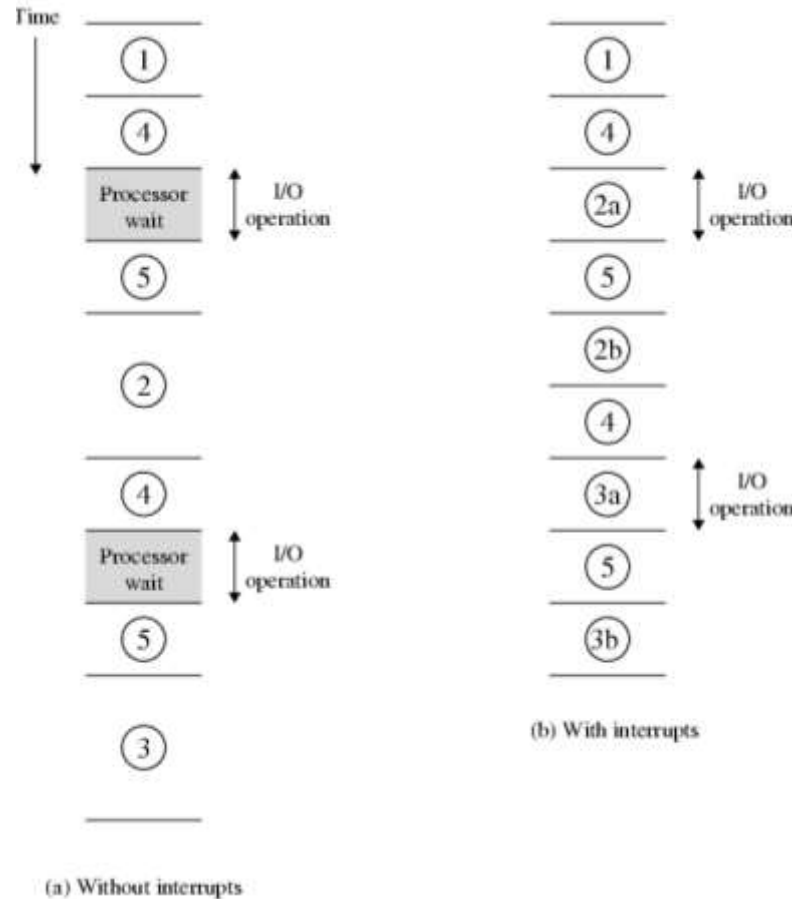 Time
1
4
Processor
wait
I/O
operation
5
2
4
Processor
wait
I/O
operation
5
3
(a) Without interrupts
1
4
2a
I/O
operation
5
2b
4
3a
I/O
operation
5
3b
(b) With interrupts